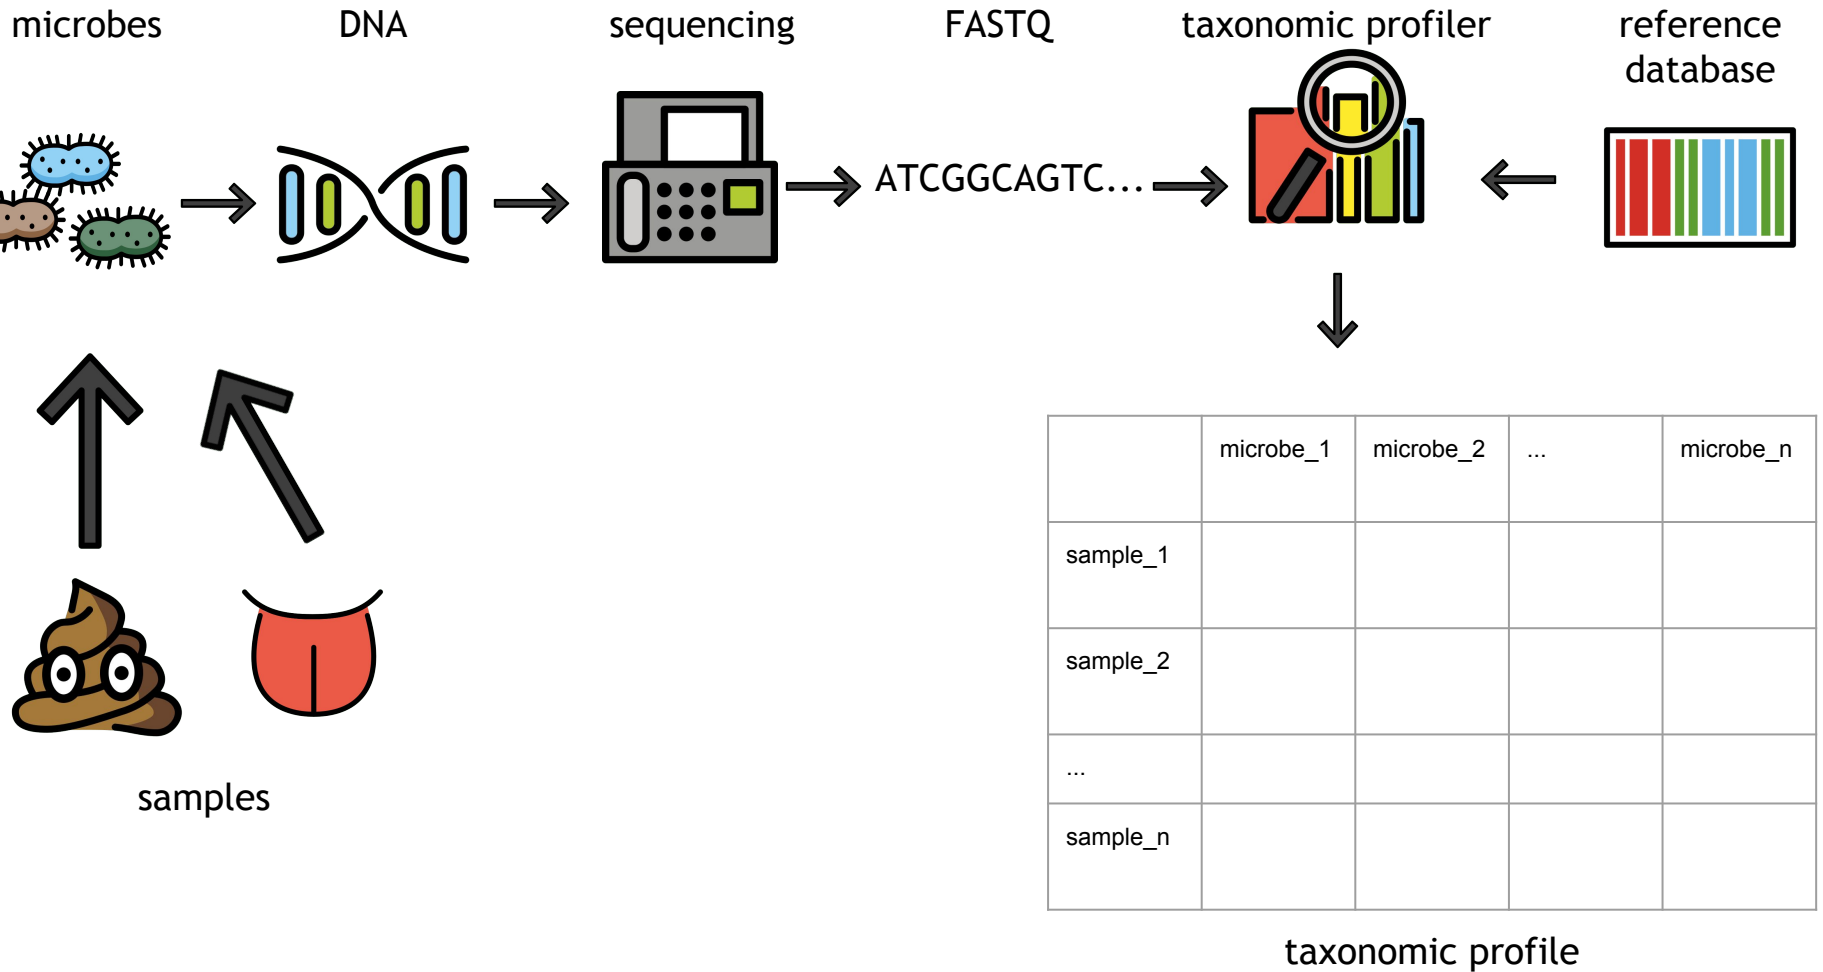 microbes
DNA
sequencing
FASTQ
taxonomic profiler
reference
database
ATCGGCAGTC...
microbe_1
microbe_2
...
microbe_n
sample_1
sample_2
...
sample_n
samples
taxonomic profile